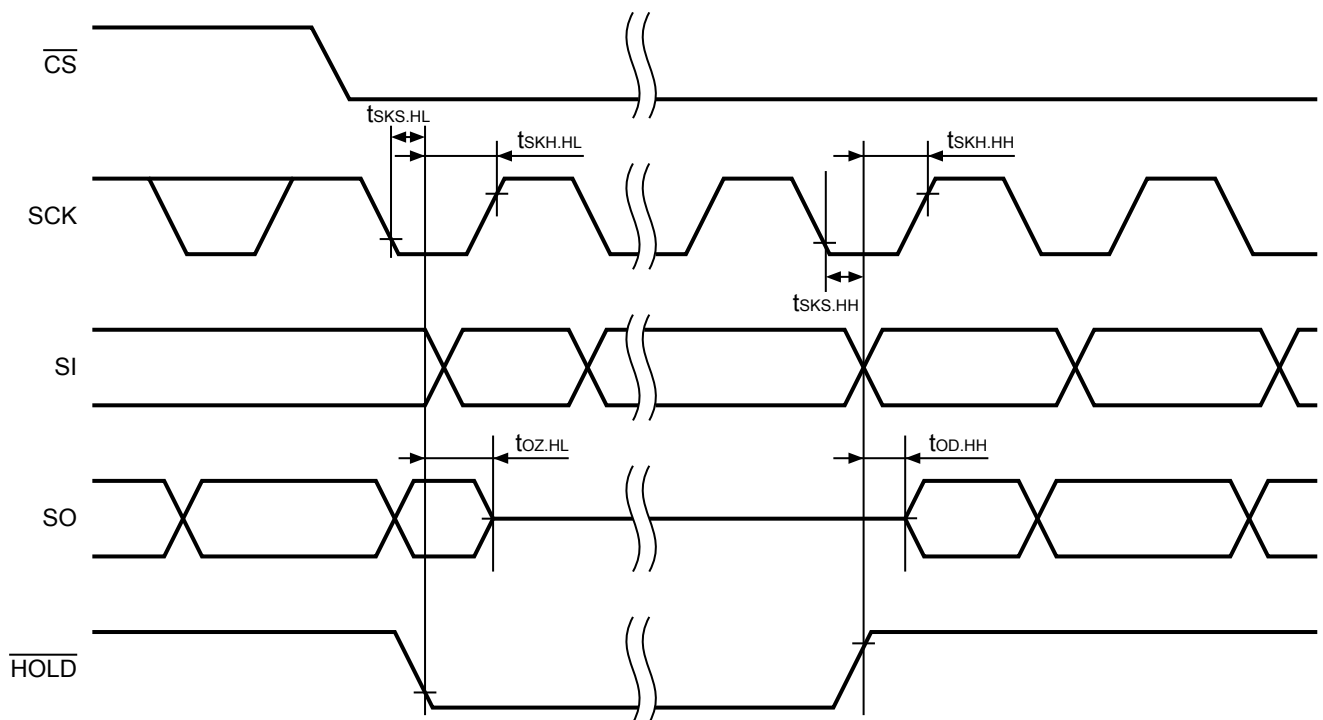 CS
tSKS.HL
tSKH.HL
tSKH.HH
SCK
tSKS.HH
SI
tOZ.HL
tOD.HH
SO
HOLD